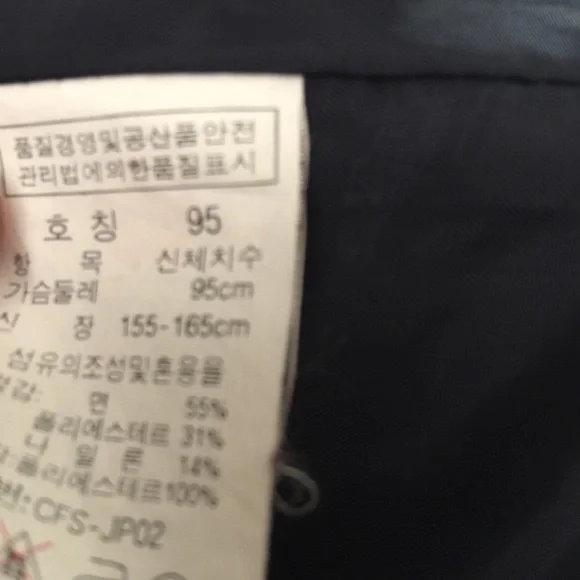 품질경영및공산품안전
관리법에의한품질표시
호 칭 95
항 목 신체치수
가슴둘레 95cm
신 장 155-165cm
섬유의조성및혼용율
면 55%
폴리에스테르 31%
나 일 론 14%
폴리에스테르100%
CFS-JP02